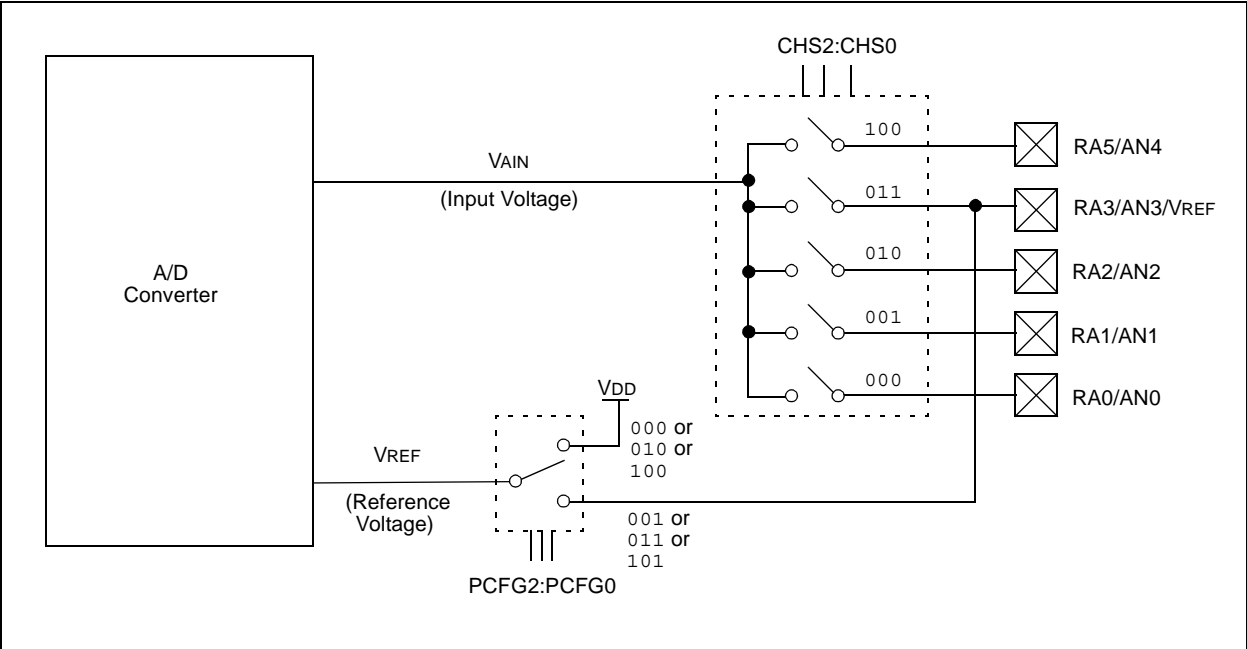 CHS2:CHS0
100
RA5/AN4
VAIN
(Input Voltage)
011
RA3/AN3/VREF
010
RA2/AN2
A/D
Converter
001
RA1/AN1
000
RA0/AN0
VDD
000 or
010 or
100
VREF
(Reference
Voltage)
001 or
011 or
101
PCFG2:PCFG0